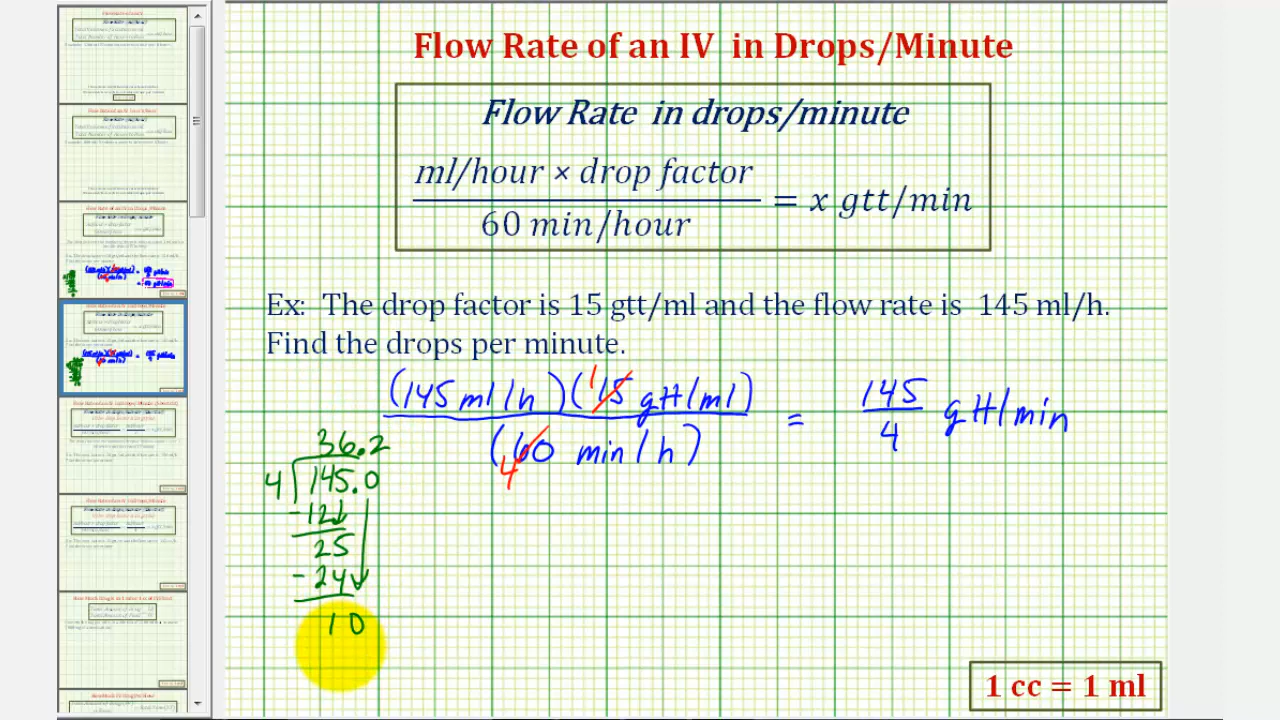 Flow Rate of an IV in Drops/Minute
Flow Rate in drops/minute
ml/hour × drop factor
60 min/hour
= x gtt/min
Ex: The drop factor is 15 gtt/ml and the flow rate is 145 ml/h.
Find the drops per minute.
(145 ml/h)(15 gtt/ml)
1
(60 min/h)
4
=
145
4
gtt/min
36.2
4 145.0
-12
25
-24
10
1 cc = 1 ml